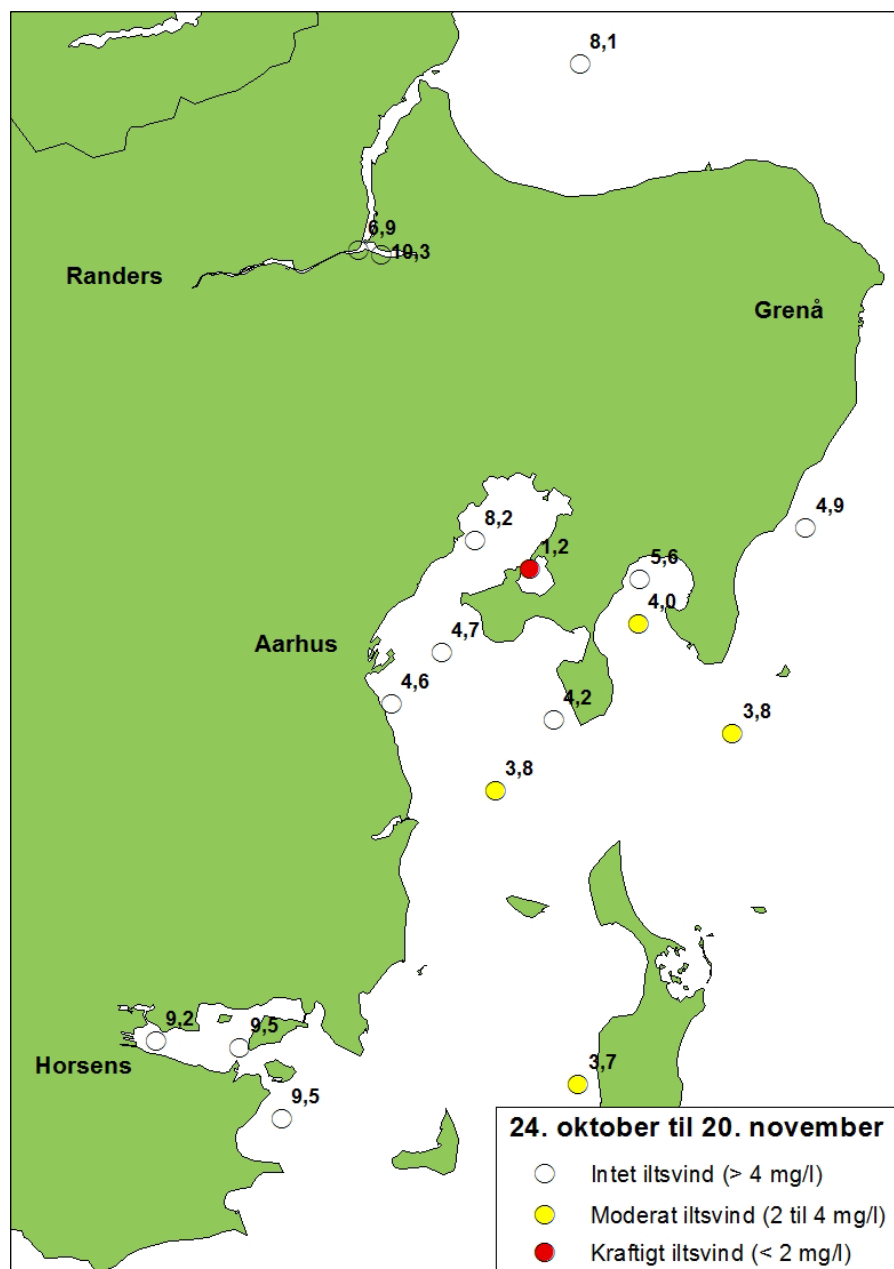 8,1
6,9
10,3
Randers
Grenå
4,9
8,2
1,2
5,6
4,0
Aarhus
4,7
4,6
4,2
3,8
3,8
9,2
9,5
Horsens
3,7
9,5
24. oktober til 20. november
Intet iltsvind (> 4 mg/l)
Moderat iltsvind (2 til 4 mg/l)
Kraftigt iltsvind (< 2 mg/l)